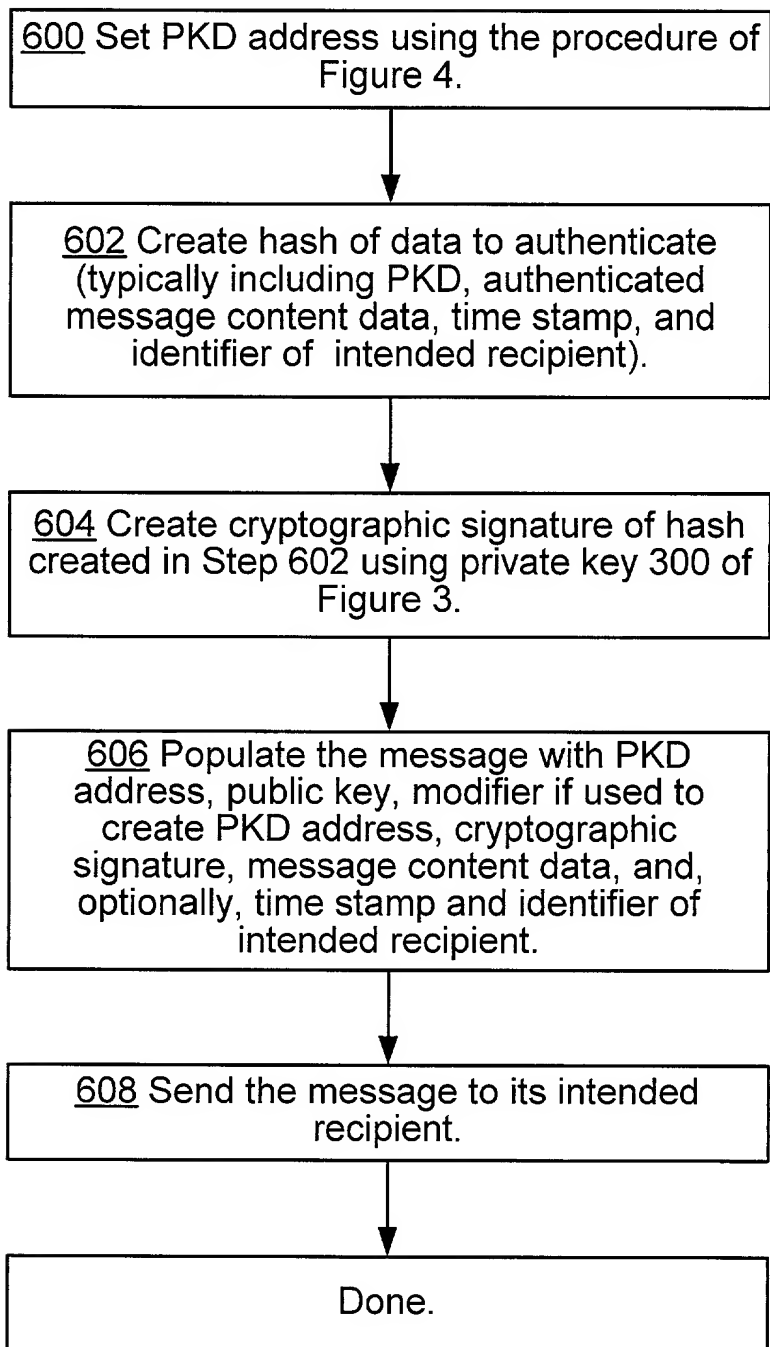 600 Set PKD address using the procedure of
Figure 4.
602 Create hash of data to authenticate
(typically including PKD, authenticated
message content data, time stamp, and
identifier of intended recipient).
604 Create cryptographic signature of hash
created in Step 602 using private key 300 of
Figure 3.
606 Populate the message with PKD
address, public key, modifier if used to
create PKD address, cryptographic
signature, message content data, and,
optionally, time stamp and identifier of
intended recipient.
608 Send the message to its intended
recipient.
Done.